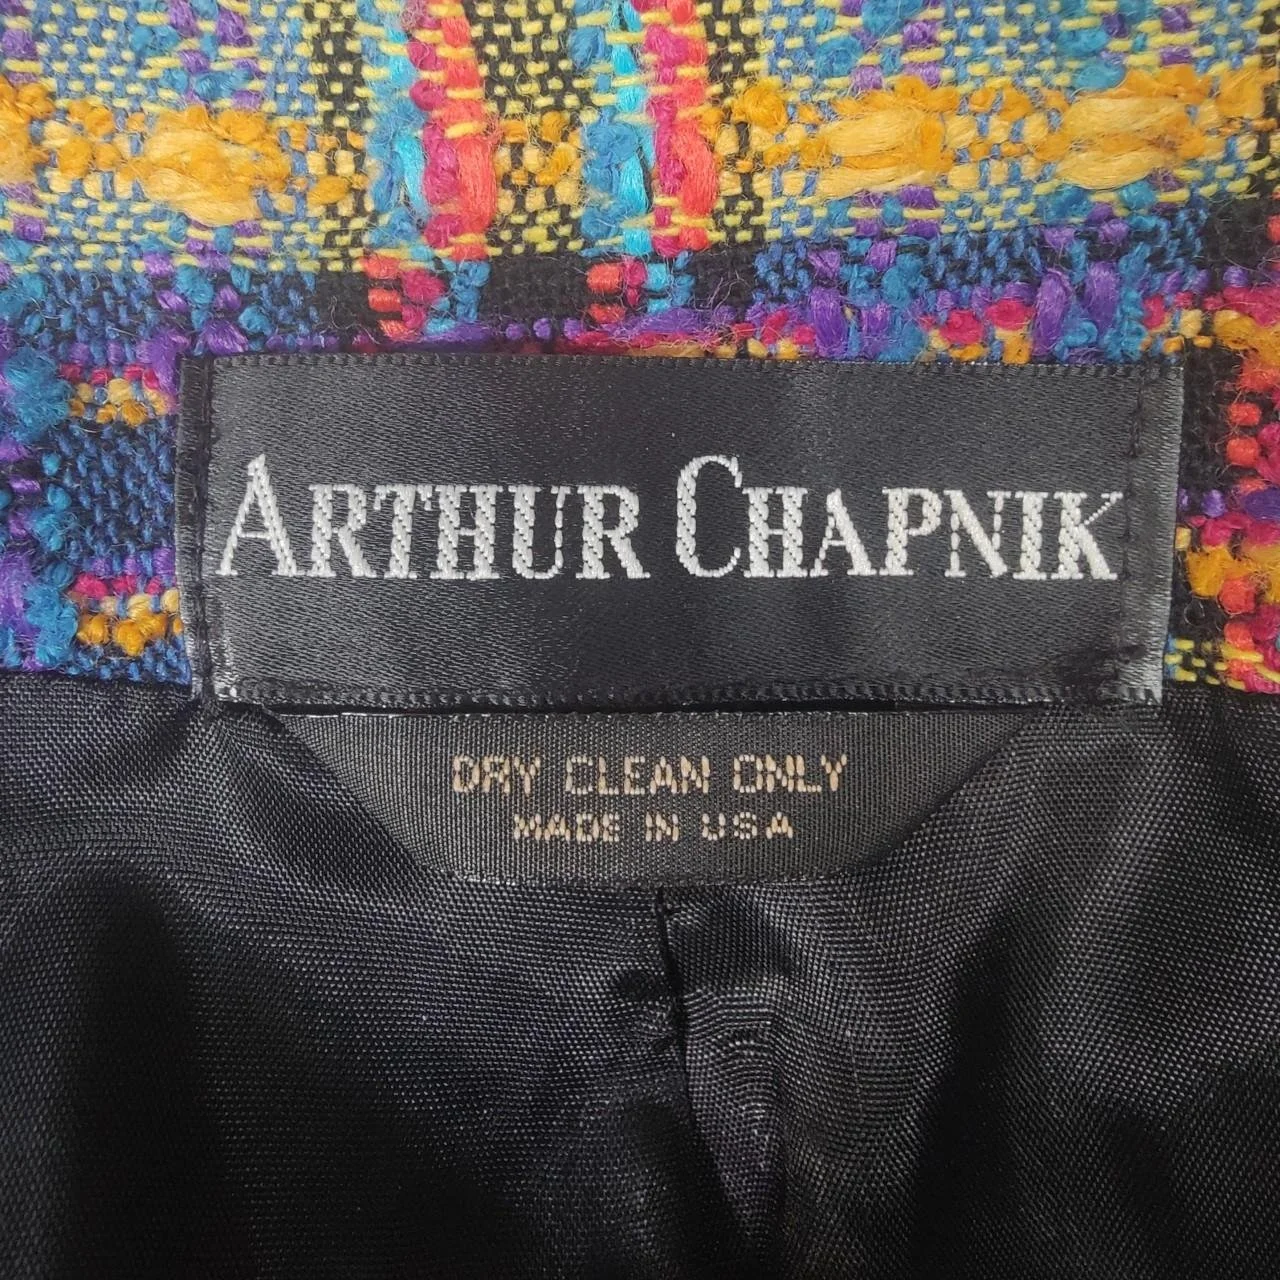 ARTHUR CHAPNIK
DRY CLEAN ONLY
MADE IN USA